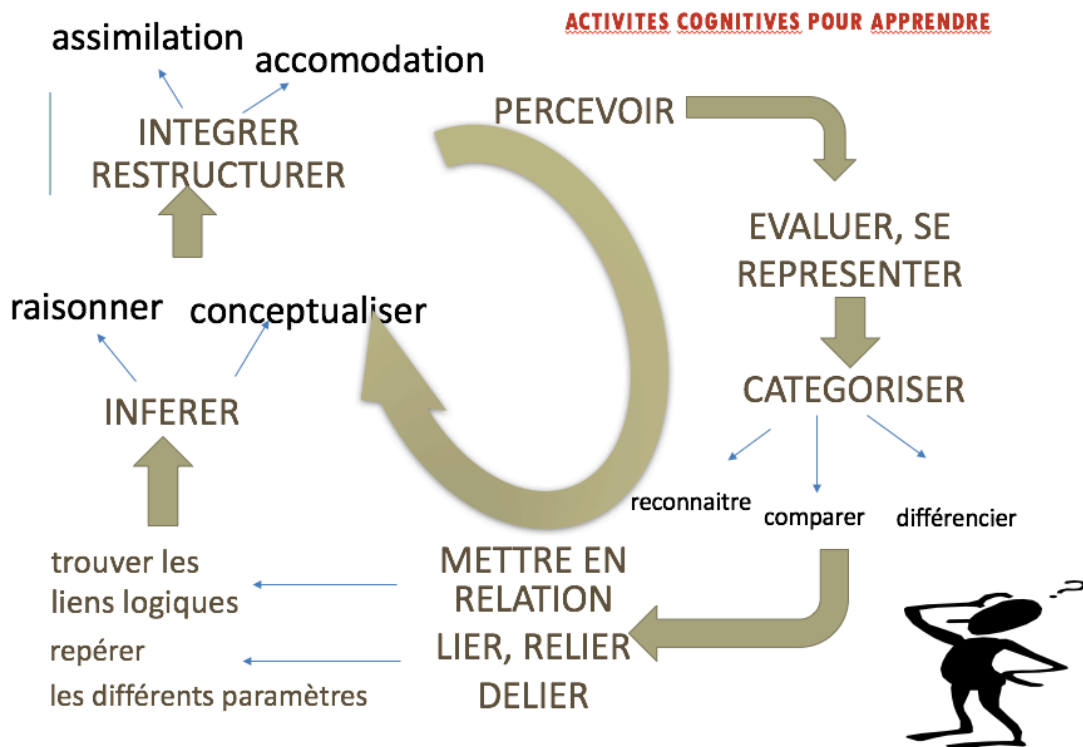 ACTIVITES COGNITIVES POUR APPRENDRE
assimilation
accomodation
INTEGRER
RESTRUCTURER
PERCEVOIR
EVALUER, SE
REPRESENTER
CATEGORISER
reconnaitre
comparer
différencier
METTRE EN
RELATION
LIER, RELIER
DELIER
trouver les
liens logiques
repérer
les différents paramètres
INFERER
raisonner
conceptualiser
?